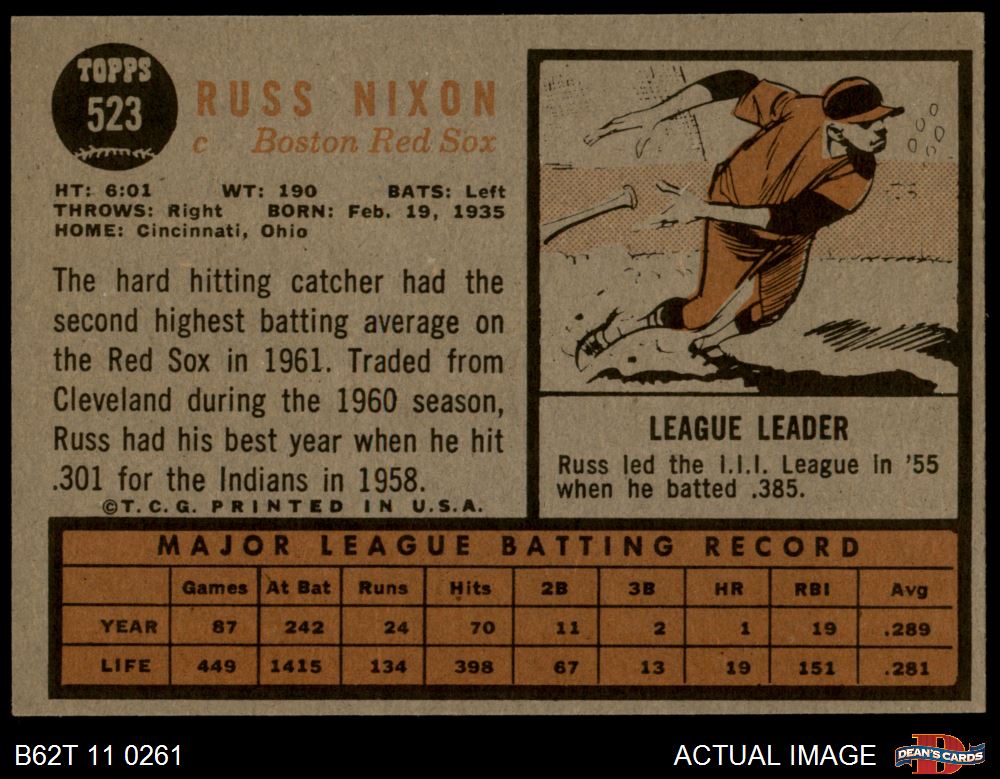 TOPPS
523
RUSS NIXON
c Boston Red Sox
HT: 6:01 WT: 190 BATS: Left
THROWS: Right BORN: Feb. 19, 1935
HOME: Cincinnati, Ohio
The hard hitting catcher had the
second highest batting average on
the Red Sox in 1961. Traded from
Cleveland during the 1960 season,
Russ had his best year when he hit
.301 for the Indians in 1958.
©T.C.G. PRINTED IN U.S.A.
LEAGUE LEADER
Russ led the I.I.I. League in '55
when he batted .385.
MAJOR LEAGUE BATTING RECORD
Games At Bat Runs Hits 2B 3B HR RBI Avg
YEAR 87 242 24 70 11 2 1 19 .289
LIFE 449 1415 134 398 67 13 19 151 .281
B62T 11 0261
ACTUAL IMAGE
D
DEAN'S CARDS